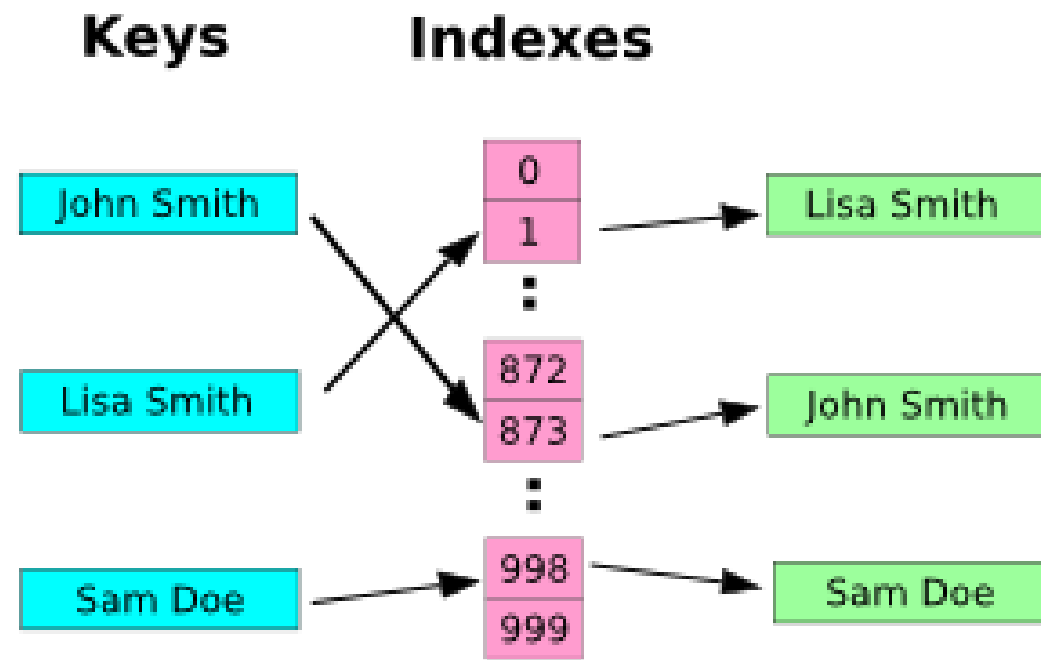 Keys Indexes
0
John Smith Lisa Smith
1
872
Lisa Smith John Smith
873
998
Sam Doe Sam Doe
999